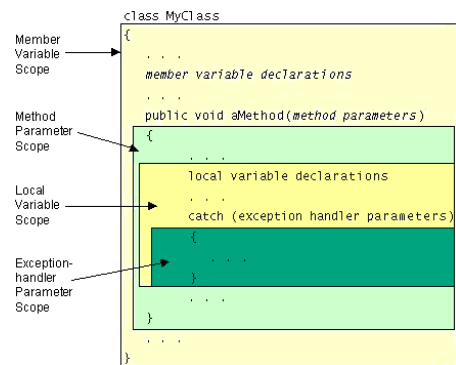 class MyClass
{
. . .
member variable declarations
. . .
public void aMethod(method parameters)
{
. . .
local variable declarations
. . .
catch (exception handler parameters)
{
. . .
}
. . .
}
. . .
}
Member
Variable
Scope
Method
Parameter
Scope
Local
Variable
Scope
Exception-
handler
Parameter
Scope